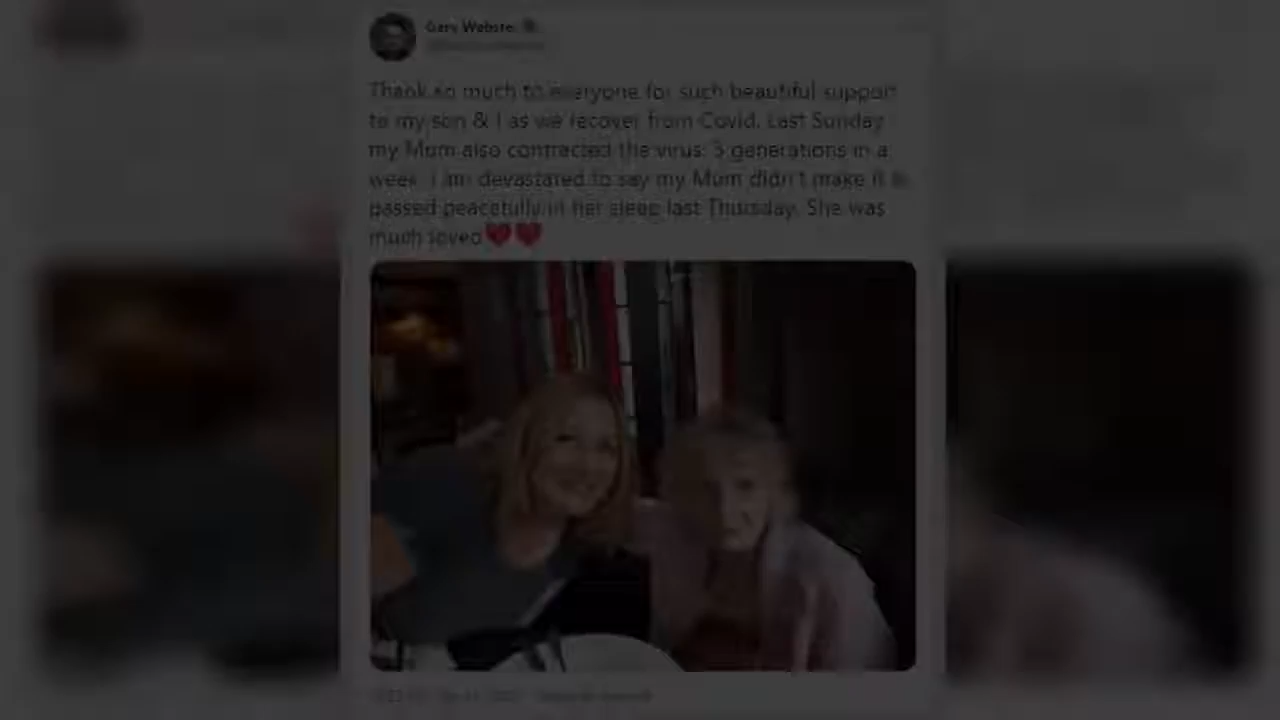 Gary Webster
Thank so much to everyone for such beautiful support
to my son & I as we recover from Covid. Last Sunday
my Mum also contracted the virus: 3 generations in a
week. I am devastated to say my Mum didn't make it &
passed peacefully in her sleep last Thursday. She was
much loved❤️❤️